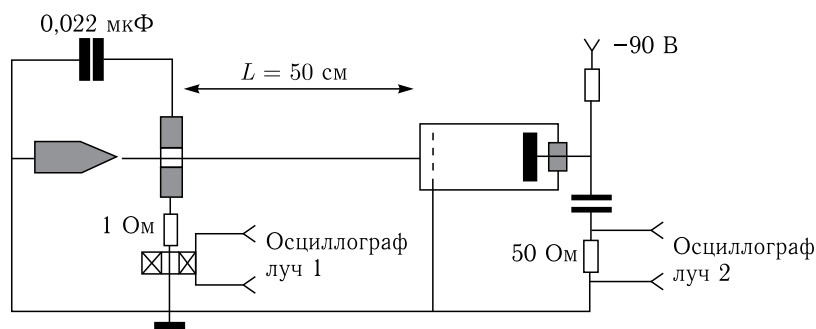 0,022 мкФ
L = 50 см
−90 В
1 Ом
Осциллограф
луч 1
50 Ом
Осциллограф
луч 2